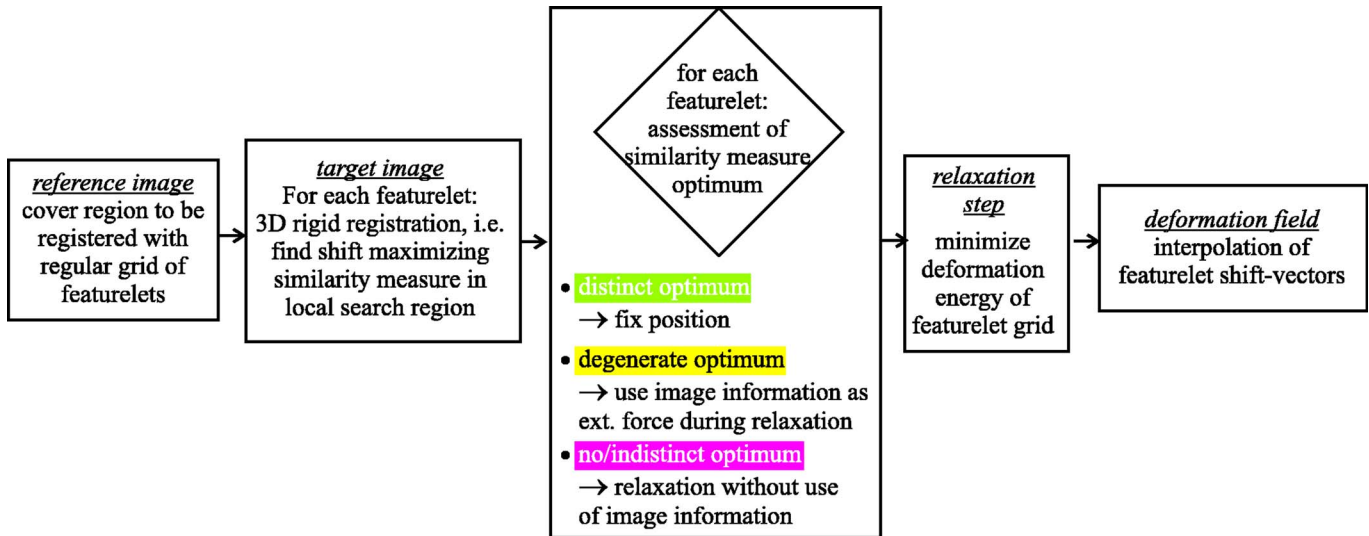 reference image
cover region to be
registered with
regular grid of
featurelets
target image
For each featurelet:
3D rigid registration, i.e.
find shift maximizing
similarity measure in
local search region
for each
featurelet:
assessment of
similarity measure
optimum
• distinct optimum
→ fix position
• degenerate optimum
→ use image information as
ext. force during relaxation
• no/indistinct optimum
→ relaxation without use
of image information
relaxation
step
minimize
deformation
energy of
featurelet grid
deformation field
interpolation of
featurelet shift-vectors